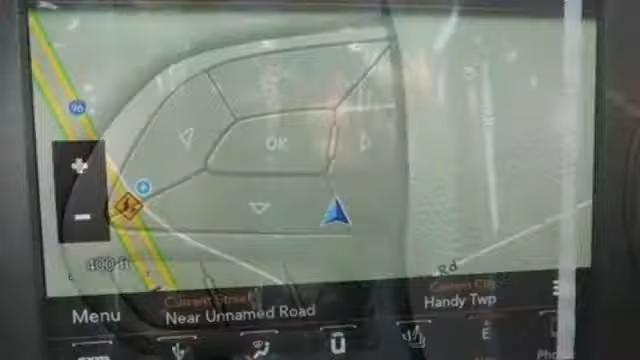 96
OK
400 ft
Rd
Current Street
Near Unnamed Road
Current City
Handy Twp
Menu
E